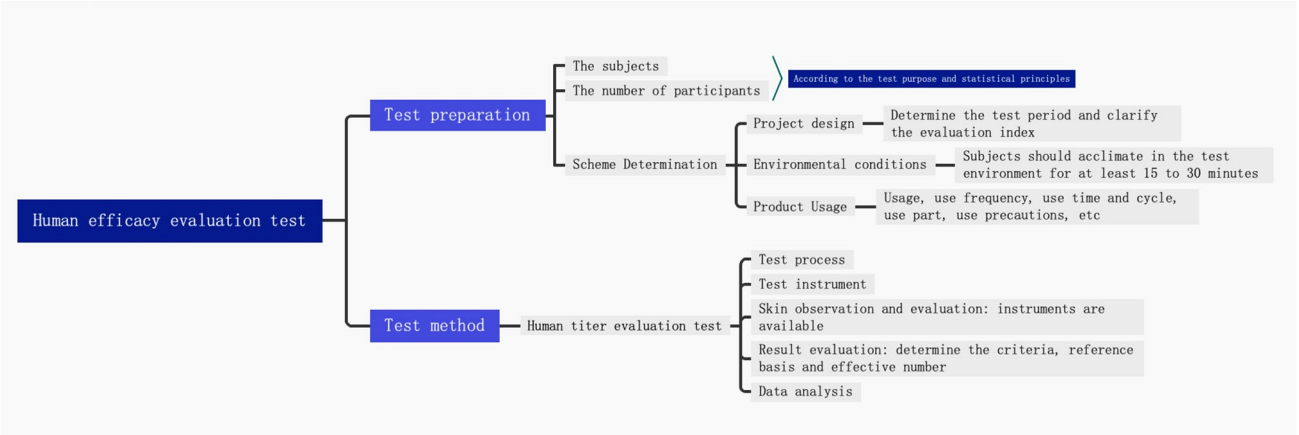 Human efficacy evaluation test
Test preparation
The subjects
The number of participants
According to the test purpose and statistical principles
Scheme Determination
Project design
Determine the test period and clarify
the evaluation index
Environmental conditions
Subjects should acclimate in the test
environment for at least 15 to 30 minutes
Product Usage
Usage, use frequency, use time and cycle,
use part, use precautions, etc
Test method
Human titer evaluation test
Test process
Test instrument
Skin observation and evaluation: instruments are
available
Result evaluation: determine the criteria, reference
basis and effective number
Data analysis